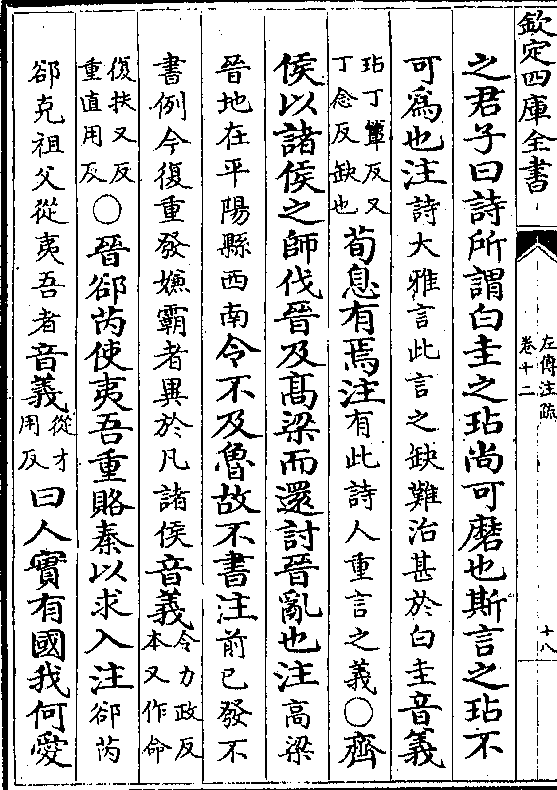 欽定四庫全書
左傳注疏
卷十二
十八
之君子曰詩所謂白圭之玷尚可磨也斯言之玷不
可為也注詩大雅言此言之缺難治甚於白圭音義
玷丁簟反又
丁念反缺也
荀息有焉注有此詩人重言之義○齊
侯以諸侯之師伐晉及髙梁而還討晉亂也注高梁
晉地在平陽縣西南令不及魯故不書注前已發不
書例今復重發嫌霸者異於凡諸侯音義
令力政反
本又作命
復扶又反
重直用反
○晉郤芮使夷吾重賂秦以求入注郤芮
郤克祖父從夷吾者音義
從才
用反
曰人實有國我何愛